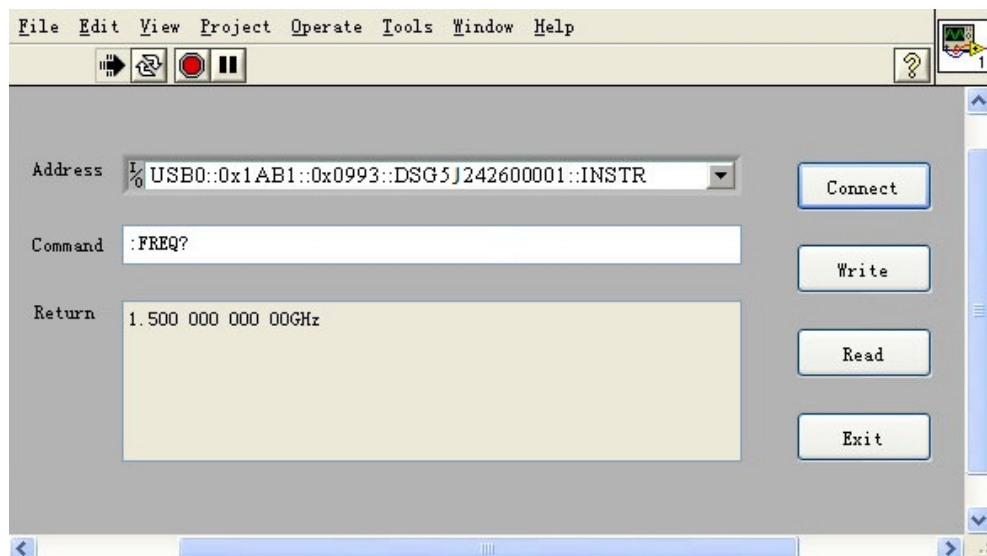 File Edit View Project Operate Tools Window Help
1
Address
I/O USB0::0x1AB1::0x0993::DSG5J242600001::INSTR
Connect
Command
:FREQ?
Write
Return
1.500 000 000 00GHz
Read
Exit